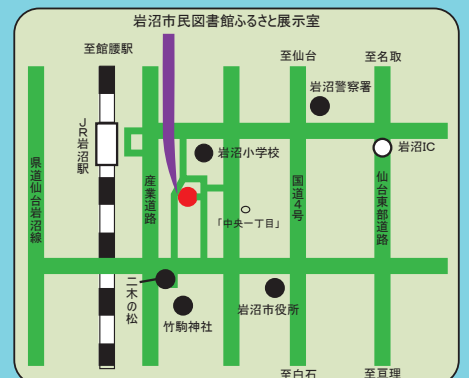 岩沼市民図書館ふるさと展示室
至館腰駅
至仙台
至名取
岩沼警察署
JR岩沼駅
岩沼小学校
岩沼IC
県道仙台岩沼線
産業道路
国道4号
仙台東部道路
「中央一丁目」
二木の松
竹駒神社
岩沼市役所
至白石
至亘理